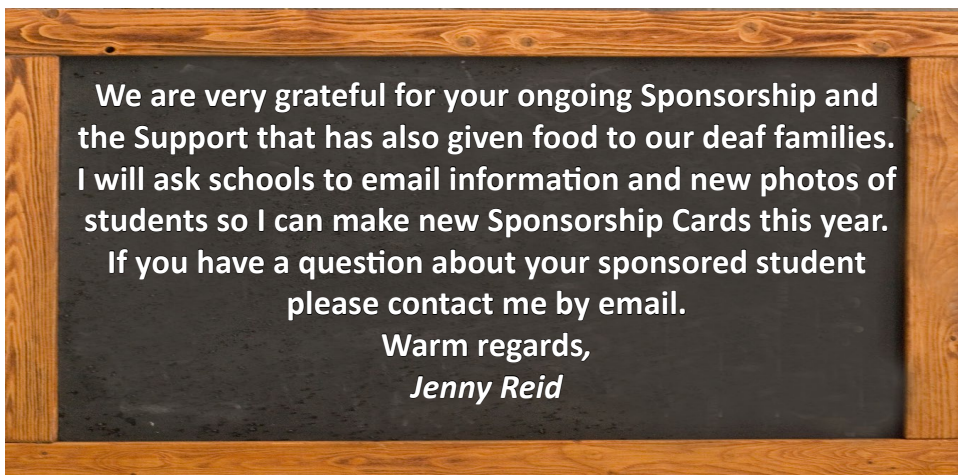 We are very grateful for your ongoing Sponsorship and
the Support that has also given food to our deaf families.
I will ask schools to email information and new photos of
students so I can make new Sponsorship Cards this year.
If you have a question about your sponsored student
please contact me by email.
Warm regards,
Jenny Reid